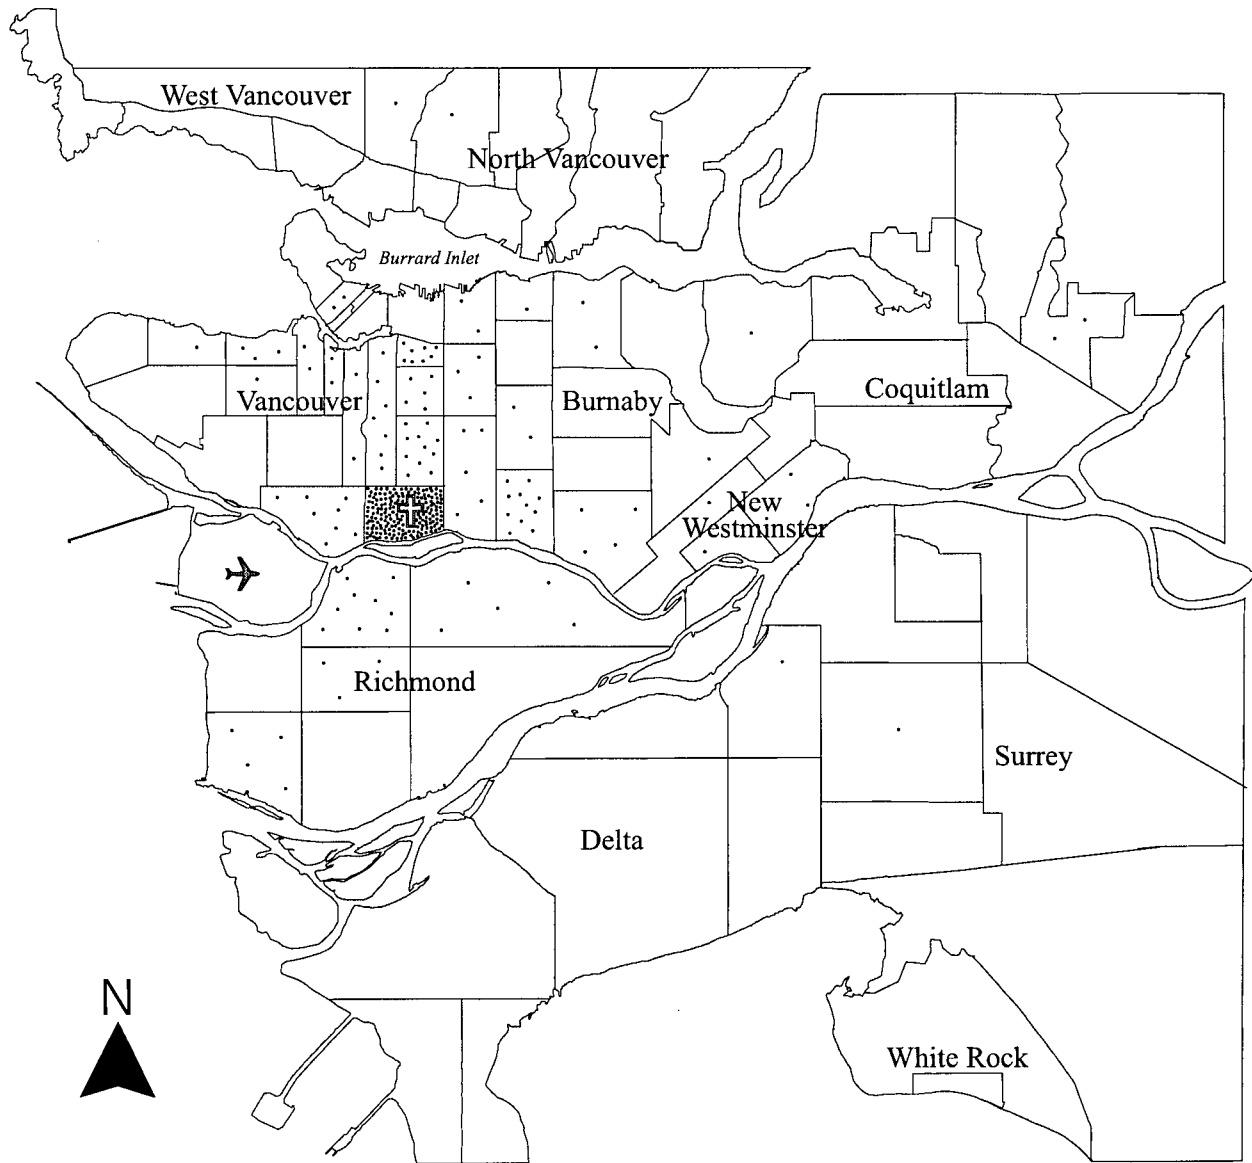 West Vancouver
North Vancouver
Burrard Inlet
Vancouver
Burnaby
Coquitlam
New
Westminster
Richmond
Surrey
Delta
N
White Rock